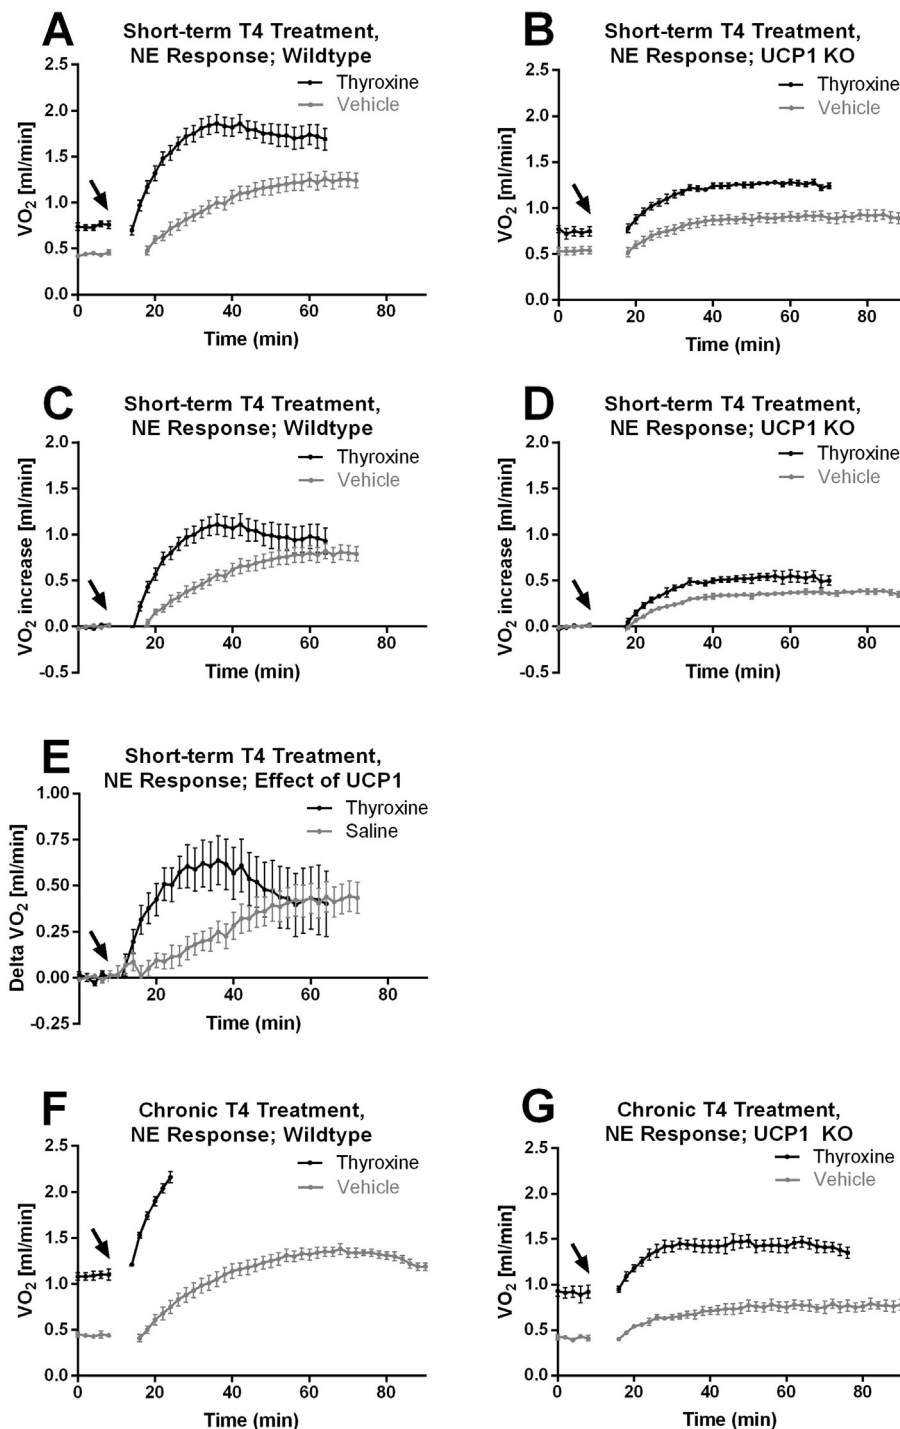 A
Short-term T4 Treatment,
NE Response; Wildtype
Thyroxine
Vehicle
VO2 [ml/min]
2.5
2.0
1.5
1.0
0.5
0.0
0 20 40 60 80
Time (min)
B
Short-term T4 Treatment,
NE Response; UCP1 KO
Thyroxine
Vehicle
VO2 [ml/min]
2.5
2.0
1.5
1.0
0.5
0.0
0 20 40 60 80
Time (min)
C
Short-term T4 Treatment,
NE Response; Wildtype
Thyroxine
Vehicle
VO2 increase [ml/min]
2.0
1.5
1.0
0.5
0.0
-0.5
20 40 60 80
Time (min)
D
Short-term T4 Treatment,
NE Response; UCP1 KO
Thyroxine
Vehicle
VO2 increase [ml/min]
2.0
1.5
1.0
0.5
0.0
-0.5
20 40 60 80
Time (min)
E
Short-term T4 Treatment,
NE Response; Effect of UCP1
Thyroxine
Saline
Delta VO2 [ml/min]
1.00
0.75
0.50
0.25
0.00
-0.25
20 40 60 80
Time (min)
F
Chronic T4 Treatment,
NE Response; Wildtype
Thyroxine
Vehicle
VO2 [ml/min]
2.5
2.0
1.5
1.0
0.5
0.0
0 20 40 60 80
Time (min)
G
Chronic T4 Treatment,
NE Response; UCP1 KO
Thyroxine
Vehicle
VO2 [ml/min]
2.5
2.0
1.5
1.0
0.5
0.0
0 20 40 60 80
Time (min)